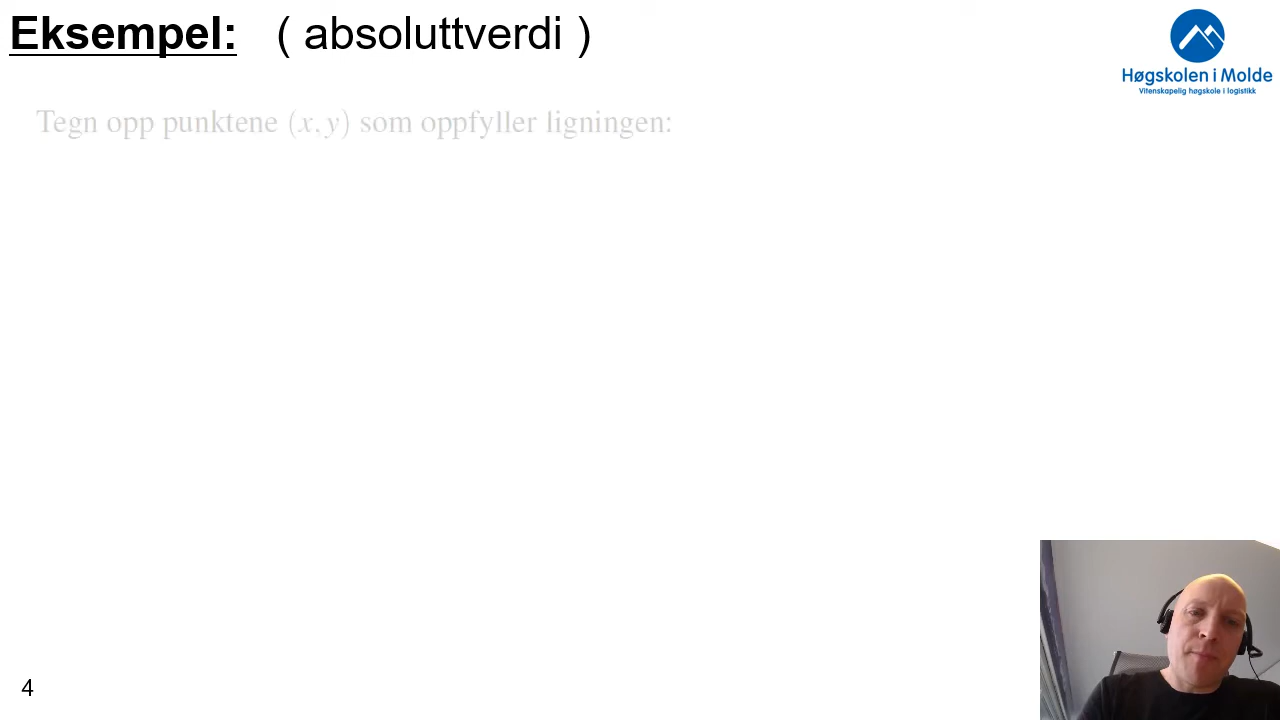 Eksempel: ( absoluttverdi )
Høgskolen i Molde
Vitenskapelig høgskole i logistikk
Tegn opp punktene (x, y) som oppfyller ligningen:
4